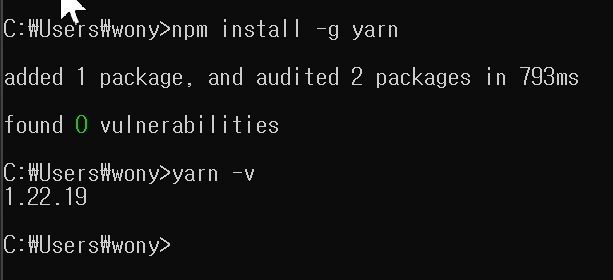 C:₩Users₩wony>npm install -g yarn
added 1 package, and audited 2 packages in 793ms
found 0 vulnerabilities
C:₩Users₩wony>yarn -v
1.22.19
C:₩Users₩wony>